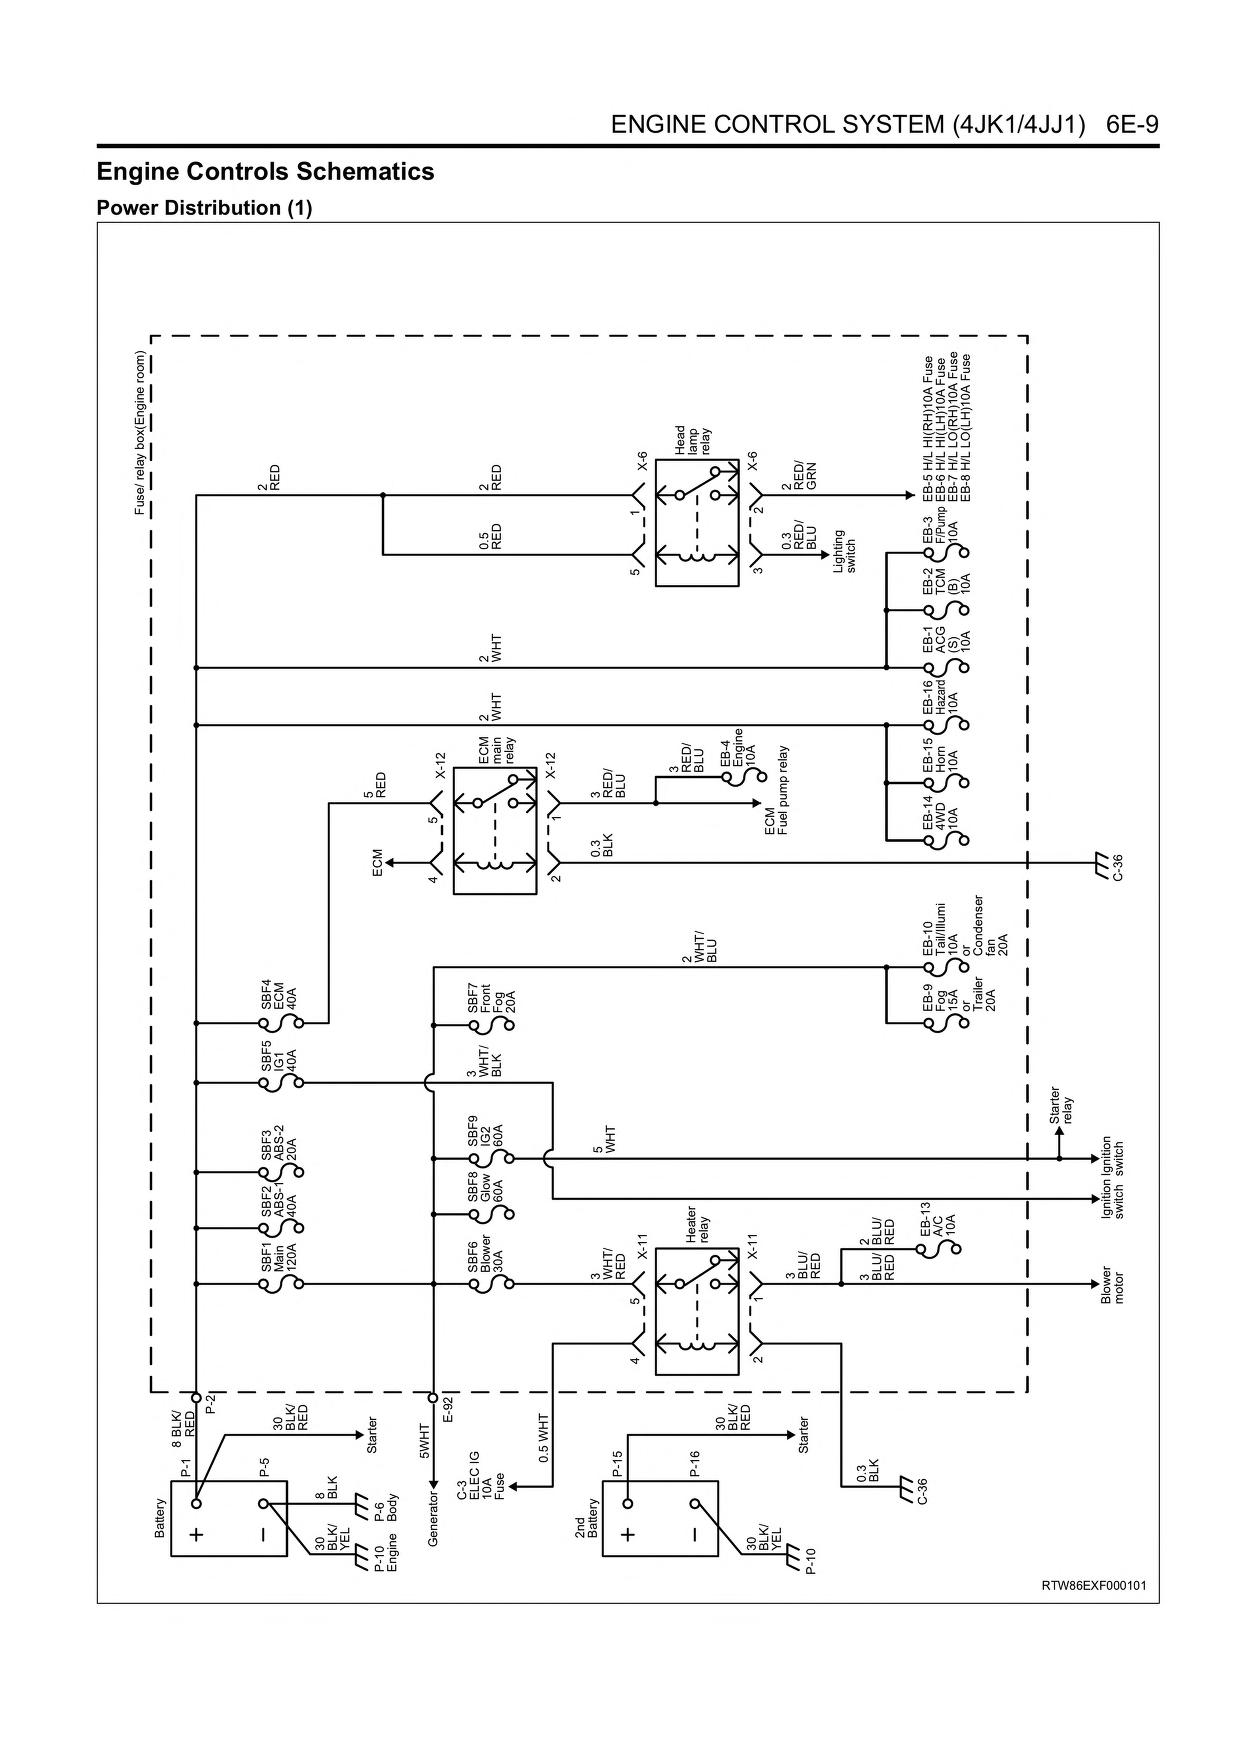 ENGINE CONTROL SYSTEM (4JK1/4JJ1) 6E-9
Engine Controls Schematics
Power Distribution (1)
Fuse/ relay box(Engine room)
2
RED
2
RED
0.5
RED
X-6
1
5
Head
lamp
relay
X-6
2
3
2
RED/
GRN
0.3
RED/
BLU
Lighting
switch
EB-5 H/L HI(RH)10A Fuse
EB-6 H/L HI(LH)10A Fuse
EB-7 H/L LO(RH)10A Fuse
EB-8 H/L LO(LH)10A Fuse
EB-3
F/Pump
10A
EB-2
TCM
(B)
10A
EB-1
ACG
(S)
10A
2
WHT
2
WHT
EB-16
Hazard
10A
EB-15
Horn
10A
EB-14
4WD
10A
5
RED
X-12
5
4
ECM
ECM
main
relay
X-12
1
2
3
RED/
BLU
3
RED/
BLU
EB-4
Engine
10A
ECM
Fuel pump relay
0.3
BLK
C-36
2
WHT/
BLU
EB-10
Tail/Illumi
10A
or
Condenser
fan
20A
EB-9
Fog
15A
or
Trailer
20A
SBF4
ECM
40A
SBF5
IG1
40A
SBF3
ABS-2
20A
SBF2
ABS-1
40A
SBF1
Main
120A
SBF7
Front
Fog
20A
3
WHT/
BLK
SBF9
IG2
60A
SBF8
Glow
60A
SBF6
Blower
30A
5
WHT
Starter
relay
Ignition
switch
Ignition
switch
3
WHT/
RED
X-11
5
4
Heater
relay
X-11
1
2
3
BLU/
RED
2
BLU/
RED
3
BLU/
RED
EB-13
A/C
10A
Blower
motor
8 BLK/
RED
P-2
P-1
30
BLK/
RED
Starter
P-5
Battery
+
−
8
BLK
P-6
Body
30
BLK/
YEL
P-10
Engine
E-92
5WHT
Generator
C-3
ELEC IG
10A
Fuse
0.5 WHT
2nd
Battery
+
−
P-15
P-16
30
BLK/
RED
Starter
30
BLK/
YEL
P-10
0.3
BLK
C-36
RTW86EXF000101